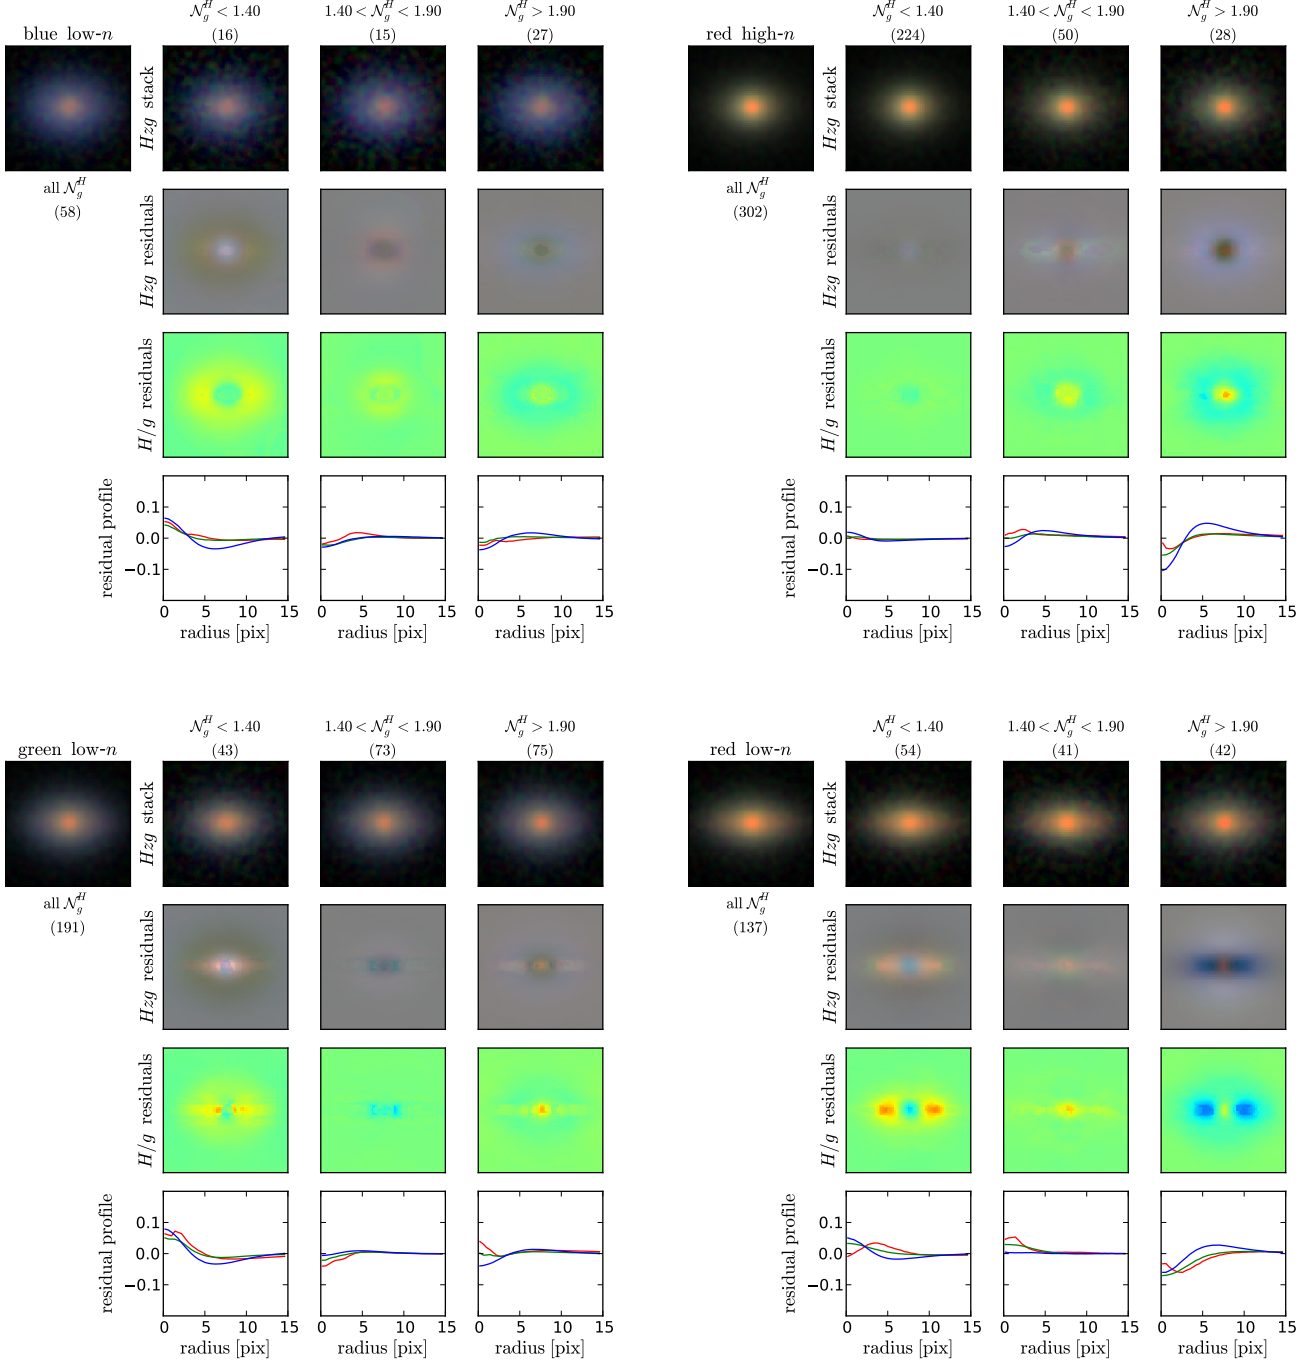 𝒩_g^H < 1.40 1.40 < 𝒩_g^H < 1.90 𝒩_g^H > 1.90
blue low-n (16) (15) (27)
Hzg stack
all 𝒩_g^H
(58)
Hzg residuals
H/g residuals
residual profile
0.1
0.0
−0.1
0 5 10 15 0 5 10 15 0 5 10 15
radius [pix] radius [pix] radius [pix]
𝒩_g^H < 1.40 1.40 < 𝒩_g^H < 1.90 𝒩_g^H > 1.90
red high-n (224) (50) (28)
Hzg stack
all 𝒩_g^H
(302)
Hzg residuals
H/g residuals
residual profile
0.1
0.0
−0.1
0 5 10 15 0 5 10 15 0 5 10 15
radius [pix] radius [pix] radius [pix]
𝒩_g^H < 1.40 1.40 < 𝒩_g^H < 1.90 𝒩_g^H > 1.90
green low-n (43) (73) (75)
Hzg stack
all 𝒩_g^H
(191)
Hzg residuals
H/g residuals
residual profile
0.1
0.0
−0.1
0 5 10 15 0 5 10 15 0 5 10 15
radius [pix] radius [pix] radius [pix]
𝒩_g^H < 1.40 1.40 < 𝒩_g^H < 1.90 𝒩_g^H > 1.90
red low-n (54) (41) (42)
Hzg stack
all 𝒩_g^H
(137)
Hzg residuals
H/g residuals
residual profile
0.1
0.0
−0.1
0 5 10 15 0 5 10 15 0 5 10 15
radius [pix] radius [pix] radius [pix]